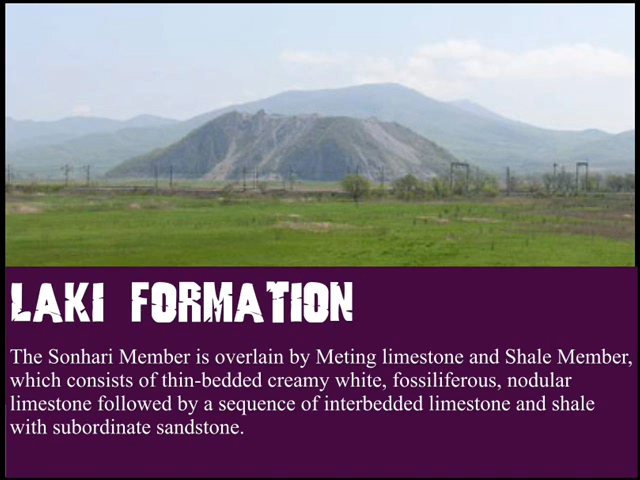 LAKI FORMATION
The Sonhari Member is overlain by Meting limestone and Shale Member,
which consists of thin-bedded creamy white, fossiliferous, nodular
limestone followed by a sequence of interbedded limestone and shale
with subordinate sandstone.